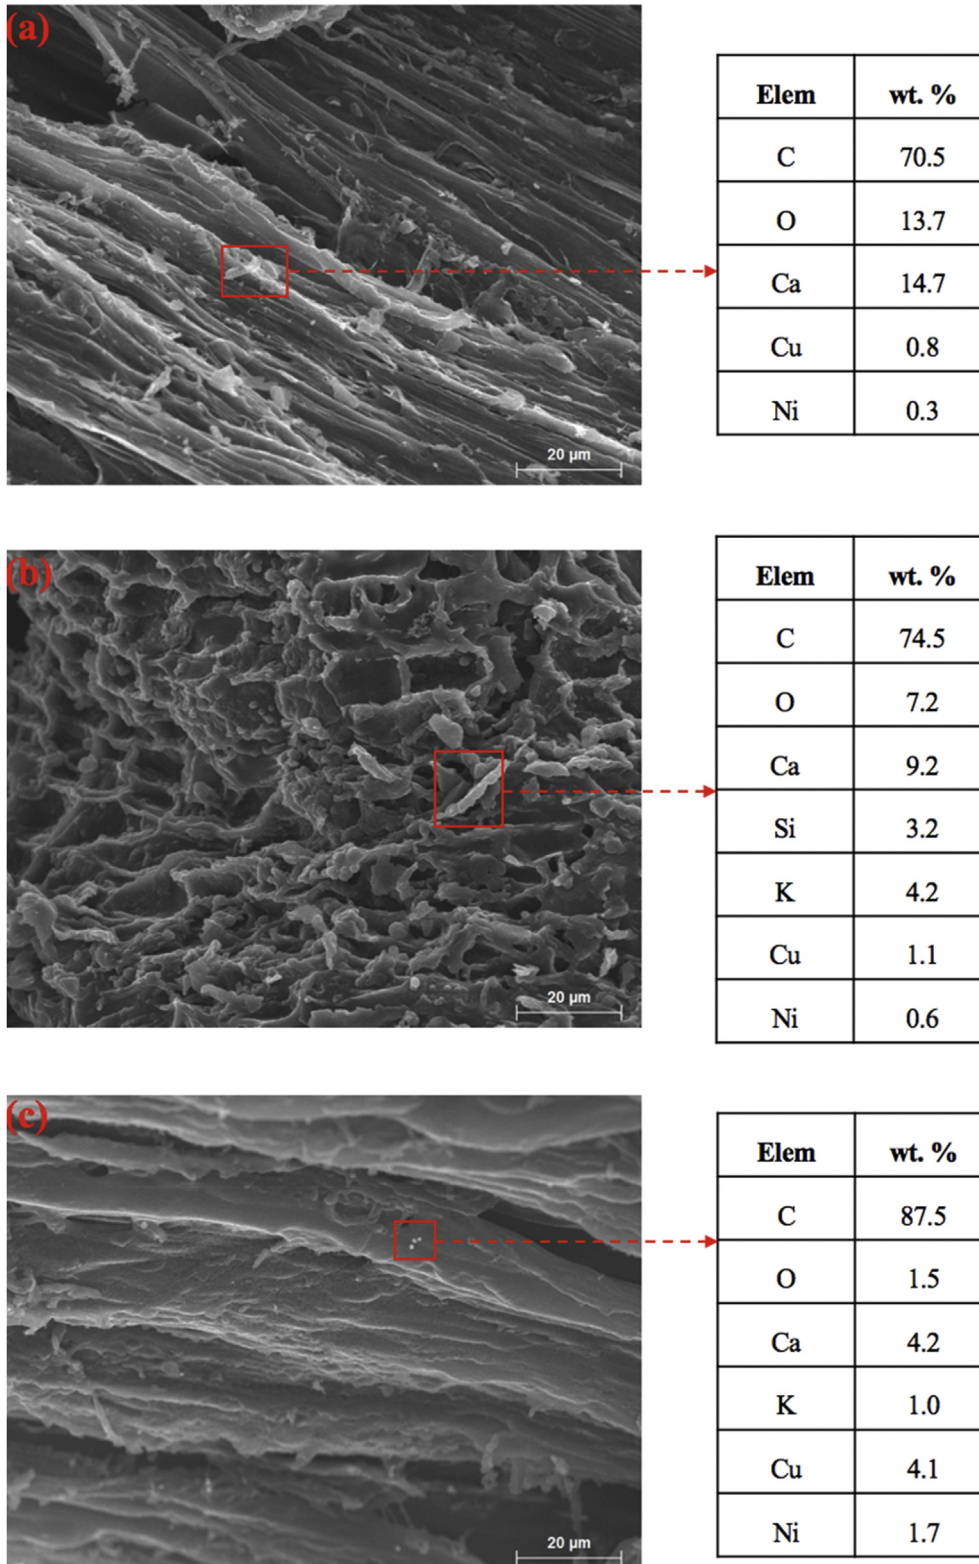 (a)
Elem wt. %
C 70.5
O 13.7
Ca 14.7
Cu 0.8
Ni 0.3
20 µm
(b)
Elem wt. %
C 74.5
O 7.2
Ca 9.2
Si 3.2
K 4.2
Cu 1.1
Ni 0.6
20 µm
(c)
Elem wt. %
C 87.5
O 1.5
Ca 4.2
K 1.0
Cu 4.1
Ni 1.7
20 µm